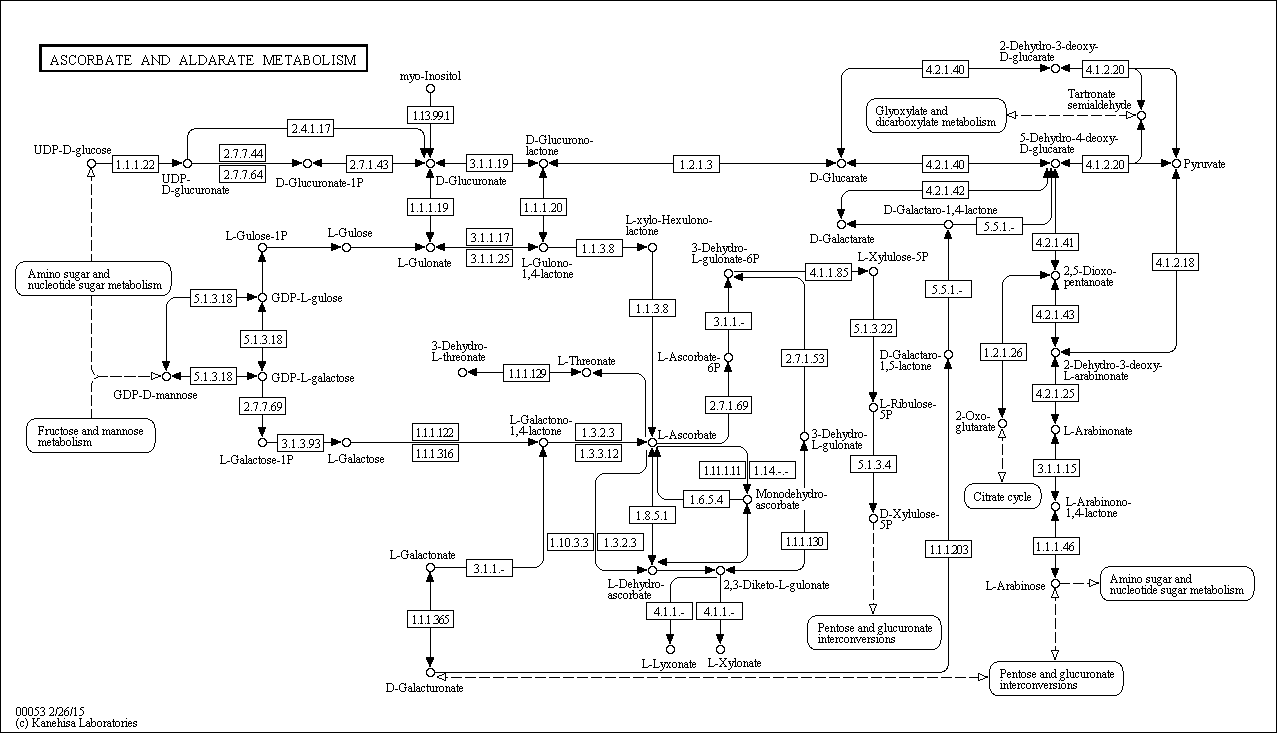 ASCORBATE AND ALDARATE METABOLISM
2-Dehydro-3-deoxy-
D-glucarate
myo-Inositol
4.2.1.40
4.1.2.20
Tartronate
semialdehyde
Glyoxylate and
dicarboxylate metabolism
1.13.99.1
2.4.1.17
D-Glucurono-
lactone
5-Dehydro-4-deoxy-
D-glucarate
UDP-D-glucose
1.1.1.22
2.7.7.44
2.7.7.64
2.7.1.43
3.1.1.19
1.2.1.3
4.2.1.40
4.1.2.20
Pyruvate
UDP-
D-glucuronate
D-Glucuronate-1P
D-Glucuronate
D-Glucarate
4.2.1.42
1.1.1.19
1.1.1.20
L-xylo-Hexulono-
lactone
D-Galactaro-1,4-lactone
5.5.1.-
D-Galactarate
L-Gulose-1P
L-Gulose
3.1.1.17
3.1.1.25
1.1.3.8
L-Gulonate
L-Gulono-
1,4-lactone
3-Dehydro-
L-gulonate-6P
L-Xylulose-5P
4.2.1.41
4.1.2.18
Amino sugar and
nucleotide sugar metabolism
4.1.1.85
2,5-Dioxo-
pentanoate
5.1.3.18
GDP-L-gulose
5.5.1.-
1.1.3.8
3.1.1.-
5.1.3.22
4.2.1.43
5.1.3.18
3-Dehydro-
L-threonate
L-Threonate
1.1.1.129
L-Ascorbate-
6P
2.7.1.53
D-Galactaro-
1,5-lactone
1.2.1.26
2-Dehydro-3-deoxy-
L-arabinonate
5.1.3.18
GDP-L-galactose
GDP-D-mannose
4.2.1.25
2.7.7.69
2.7.1.69
Fructose and mannose
metabolism
L-Galactono-
1,4-lactone
L-Ribulose-
5P
2-Oxo-
glutarate
L-Arabinonate
3.1.3.93
1.1.1.122
1.1.1.316
1.3.2.3
1.3.3.12
L-Ascorbate
3-Dehydro-
L-gulonate
L-Galactose-1P
L-Galactose
1.11.1.11
1.14.-.-
5.1.3.4
3.1.1.15
1.6.5.4
Monodehydro-
ascorbate
Citrate cycle
L-Arabinono-
1,4-lactone
1.8.5.1
D-Xylulose-
5P
1.10.3.3
1.3.2.3
1.1.1.130
1.1.1.203
1.1.1.46
L-Galactonate
3.1.1.-
L-Dehydro-
ascorbate
2,3-Diketo-L-gulonate
L-Arabinose
Amino sugar and
nucleotide sugar metabolism
4.1.1.-
4.1.1.-
1.1.1.365
Pentose and glucuronate
interconversions
L-Lyxonate
L-Xylonate
D-Galacturonate
Pentose and glucuronate
interconversions
00053 2/26/15
(c) Kanehisa Laboratories